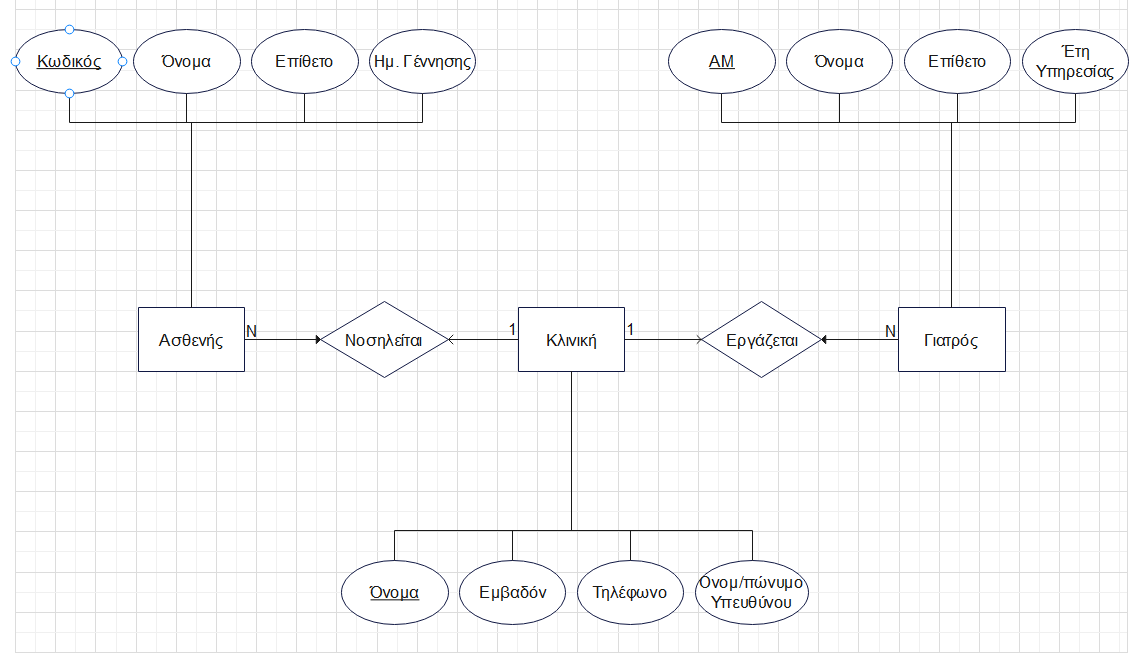 Κωδικός
Όνομα
Επίθετο
Ημ. Γέννησης
ΑΜ
Όνομα
Επίθετο
Έτη
Υπηρεσίας
Ασθενής
N
Νοσηλείται
1
Κλινική
1
Εργάζεται
N
Γιατρός
Όνομα
Εμβαδόν
Τηλέφωνο
Ονομ/πώνυμο
Υπευθύνου